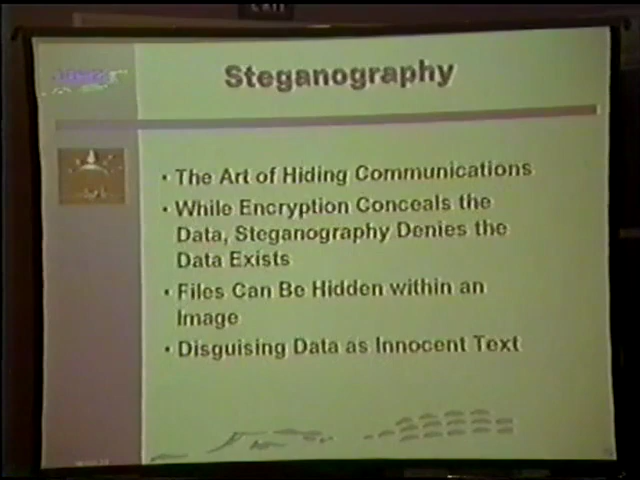 EXIT
Steganography
• The Art of Hiding Communications
• While Encryption Conceals the
Data, Steganography Denies the
Data Exists
• Files Can Be Hidden within an
Image
• Disguising Data as Innocent Text